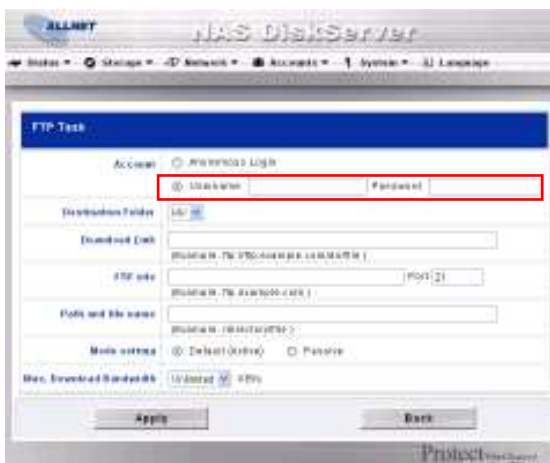 ALLNET
NAS DiskServer
Status Storage Network Accounts System Language
FTP Task
Account Anonymous Login
Username Password
Destination Folder
Download Link
(Example: ftp://ftp.example.com/dir/file)
FTP site (Port 21
(Example: ftp.example.com)
Path and file name
(Example: /directory/file)
Mode setting Default (Active) Passive
Max. Download Bandwidth Unlimited KB/s
Apply Back
Protect